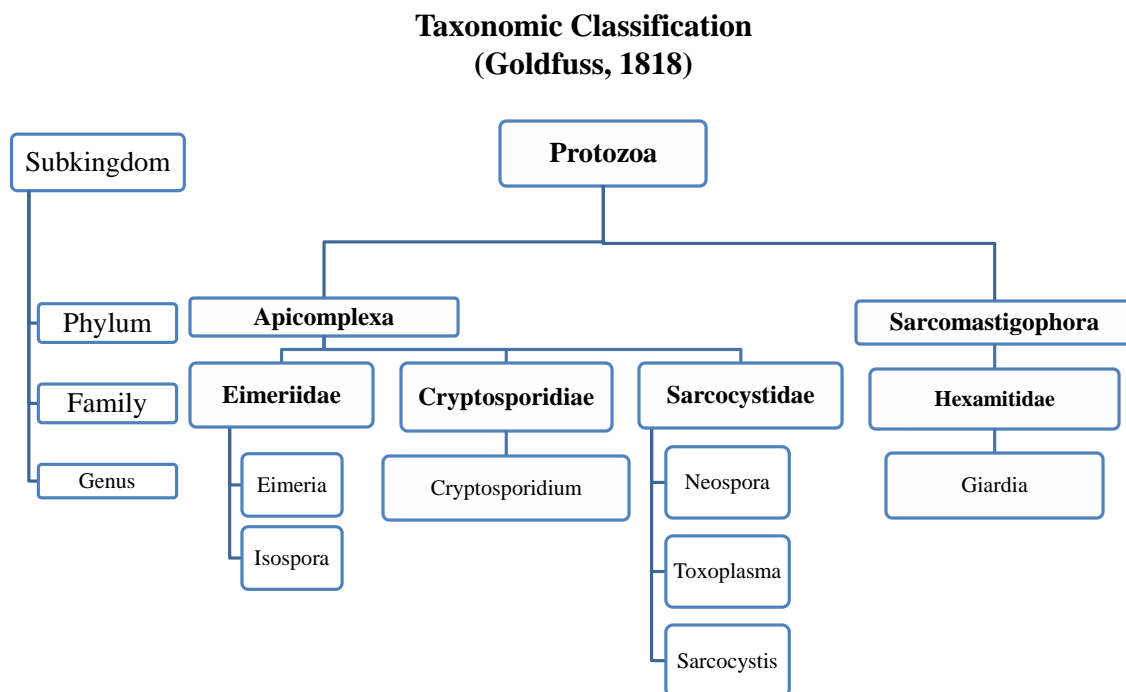 Taxonomic Classification
(Goldfuss, 1818)
Subkingdom
Protozoa
Phylum
Apicomplexa
Sarcomastigophora
Family
Eimeriidae
Cryptosporidiae
Sarcocystidae
Hexamitidae
Genus
Eimeria
Cryptosporidium
Neospora
Giardia
Isospora
Toxoplasma
Sarcocystis